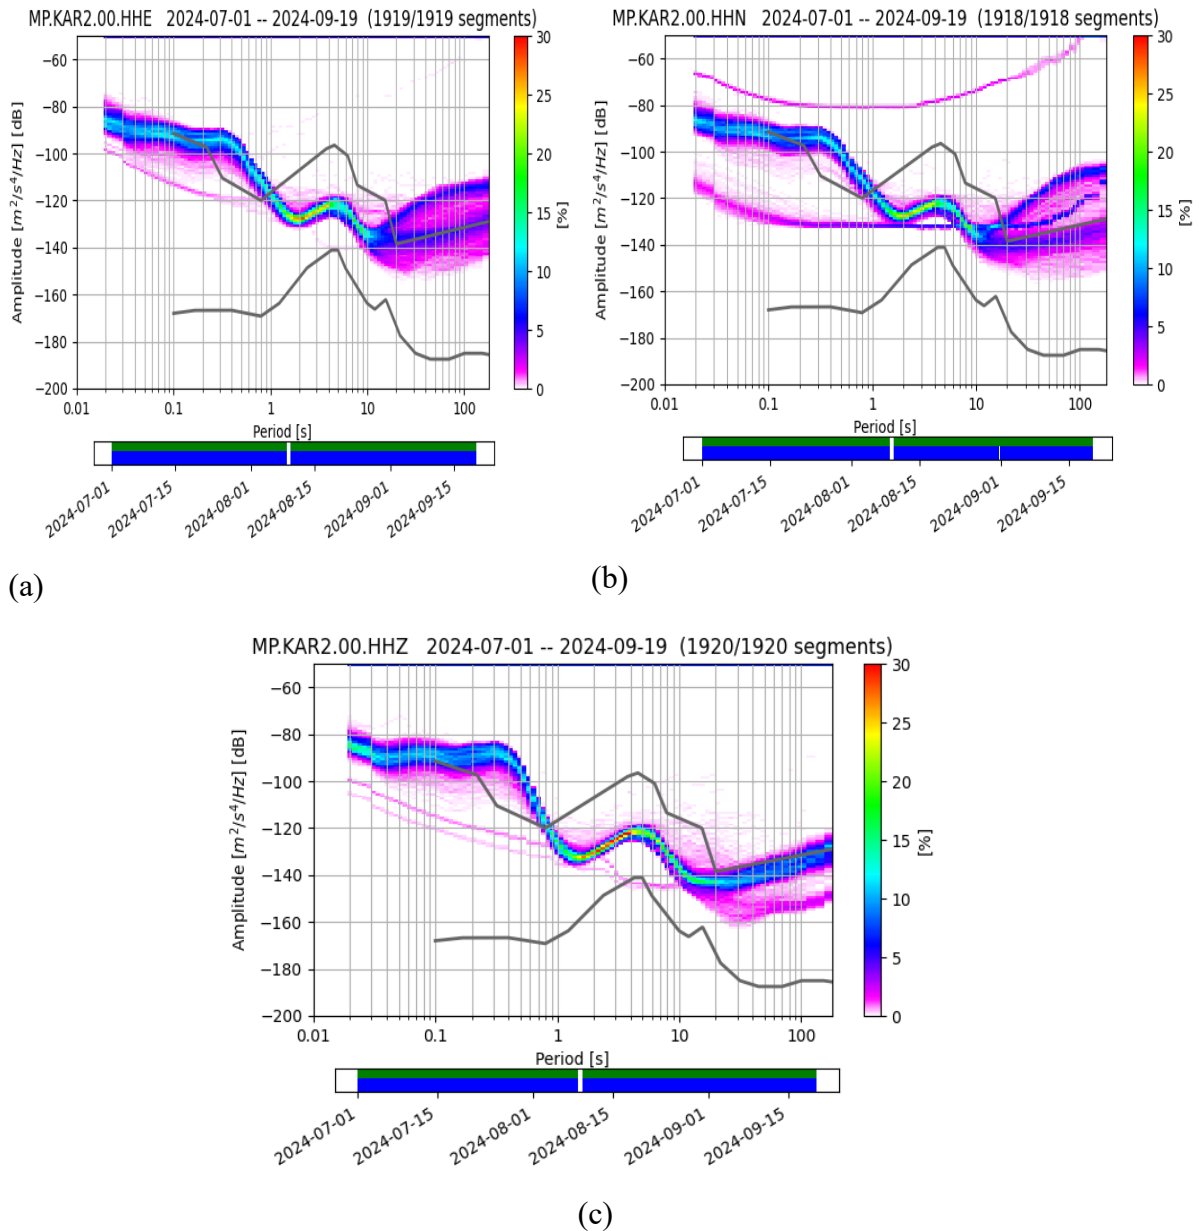 MP.KAR2.00.HHE 2024-07-01 -- 2024-09-19 (1919/1919 segments)
Amplitude [m²/s⁴/Hz] [dB]
−60
−80
−100
−120
−140
−160
−180
−200
0.01 0.1 1 10 100
Period [s]
30
25
20
15
10
5
0
[%]
2024-07-01 2024-07-15 2024-08-01 2024-08-15 2024-09-01 2024-09-15
(a)
MP.KAR2.00.HHN 2024-07-01 -- 2024-09-19 (1918/1918 segments)
Amplitude [m²/s⁴/Hz] [dB]
−60
−80
−100
−120
−140
−160
−180
−200
0.01 0.1 1 10 100
Period [s]
30
25
20
15
10
5
0
[%]
2024-07-01 2024-07-15 2024-08-01 2024-08-15 2024-09-01 2024-09-15
(b)
MP.KAR2.00.HHZ 2024-07-01 -- 2024-09-19 (1920/1920 segments)
Amplitude [m²/s⁴/Hz] [dB]
−60
−80
−100
−120
−140
−160
−180
−200
0.01 0.1 1 10 100
Period [s]
30
25
20
15
10
5
0
[%]
2024-07-01 2024-07-15 2024-08-01 2024-08-15 2024-09-01 2024-09-15
(c)